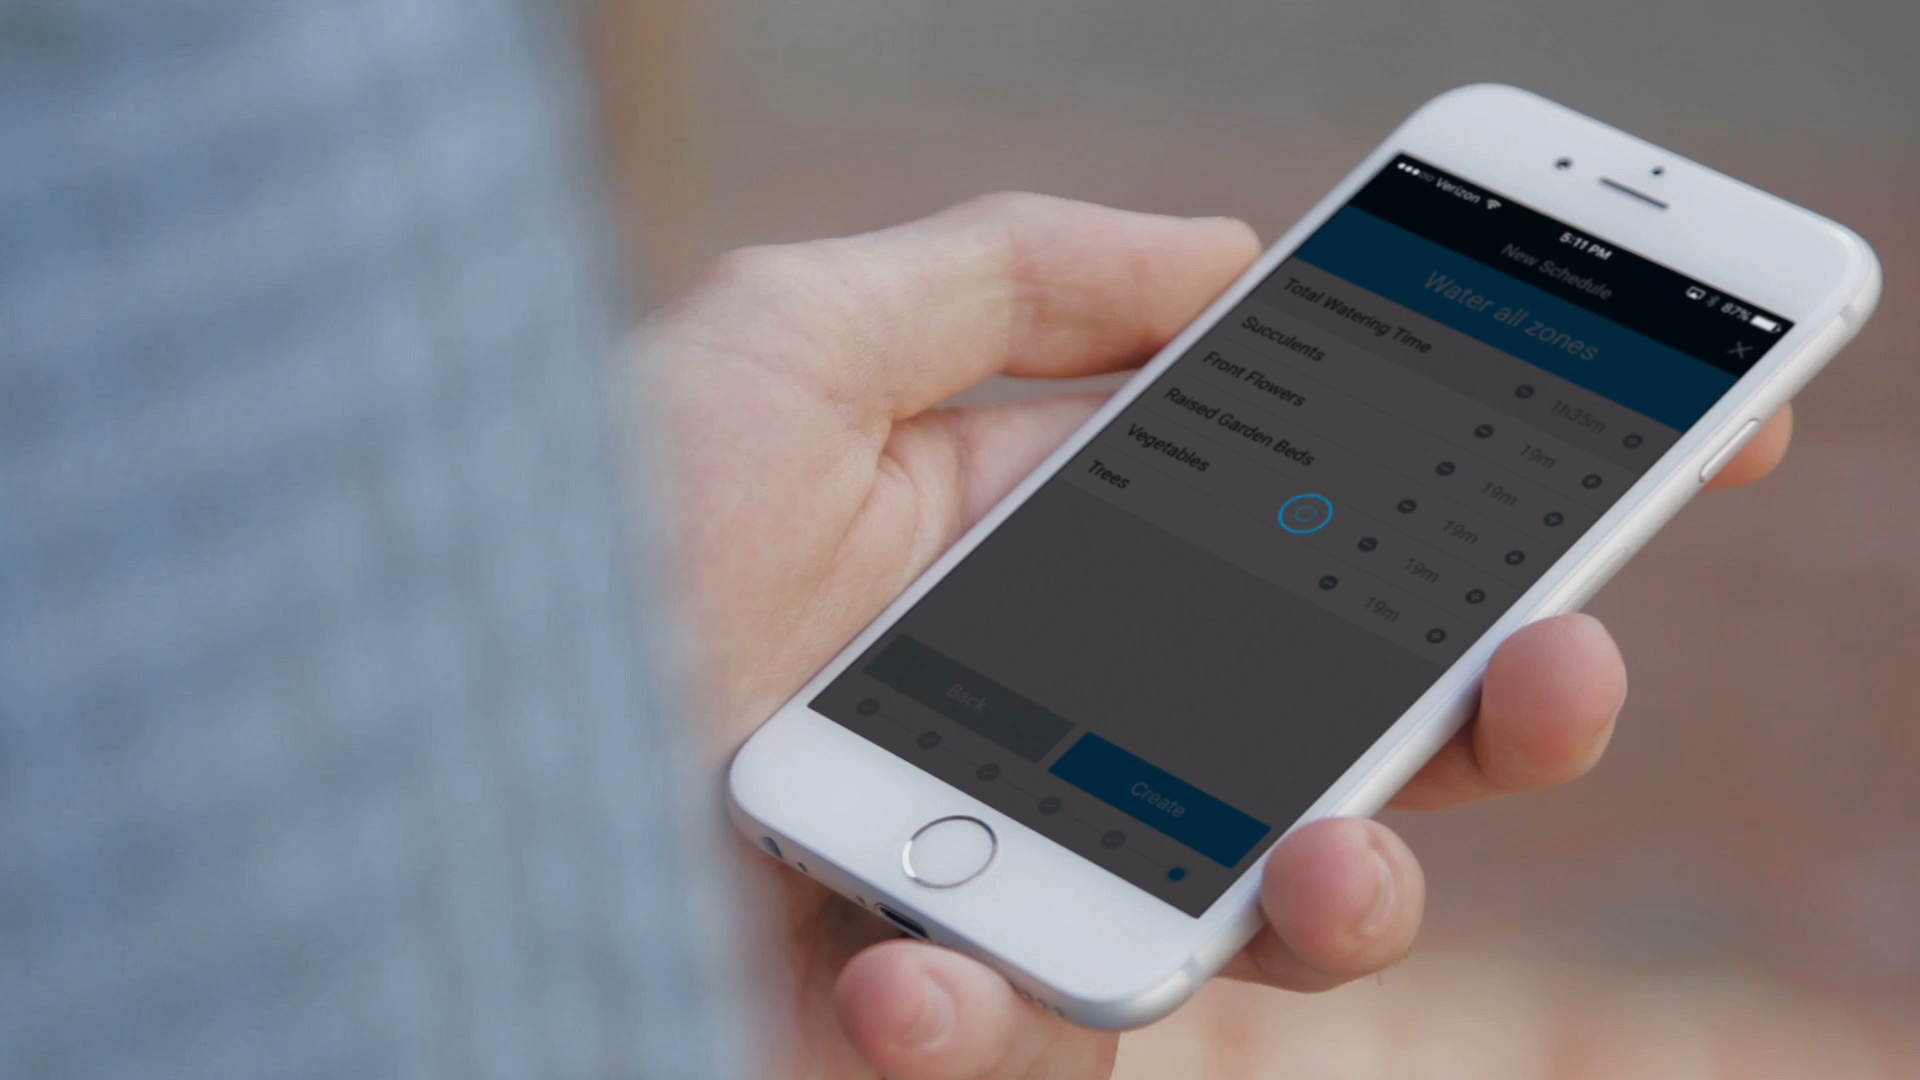 Verizon
5:11 PM
87%
New Schedule
Water all zones
Total Watering Time 1h35m
Succulents 19m
Front Flowers 19m
Raised Garden Beds 19m
Vegetables 19m
Trees 19m
Back
Create